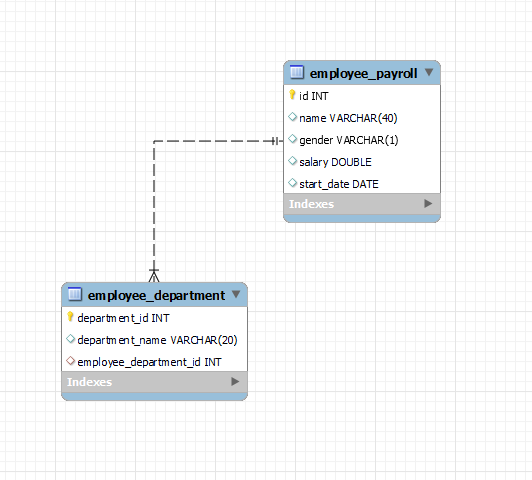 employee_payroll
id INT
name VARCHAR(40)
gender VARCHAR(1)
salary DOUBLE
start_date DATE
Indexes
employee_department
department_id INT
department_name VARCHAR(20)
employee_department_id INT
Indexes